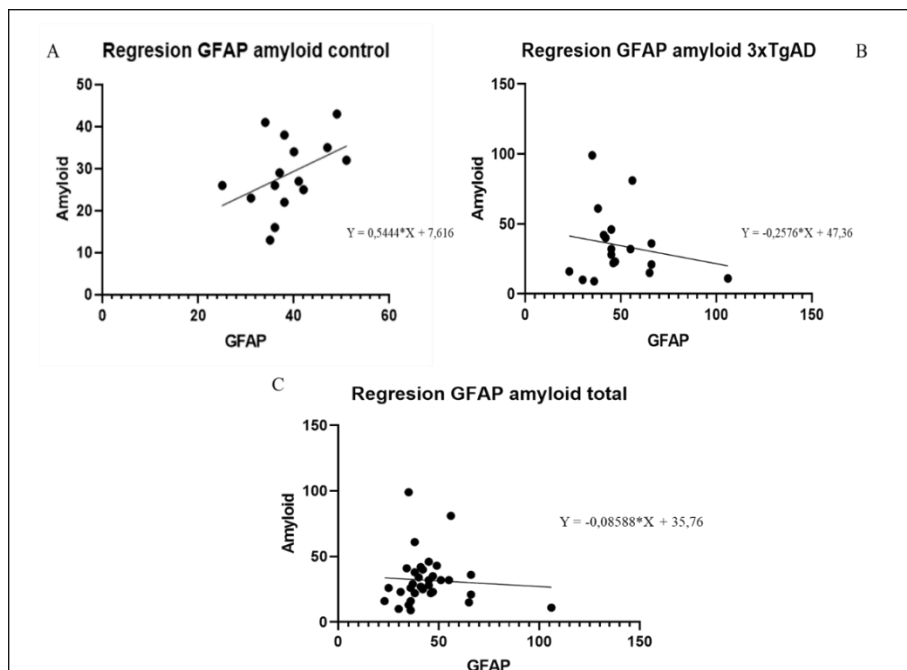 A
Regresion GFAP amyloid control
50
40
30
20
10
0
Amyloid
0
20
40
60
GFAP
Y = 0,5444*X + 7,616
Regresion GFAP amyloid 3xTgAD
B
150
100
50
0
Amyloid
0
50
100
150
GFAP
Y = -0,2576*X + 47,36
C
Regresion GFAP amyloid total
150
100
50
0
Amyloid
0
50
100
150
GFAP
Y = -0,08588*X + 35,76